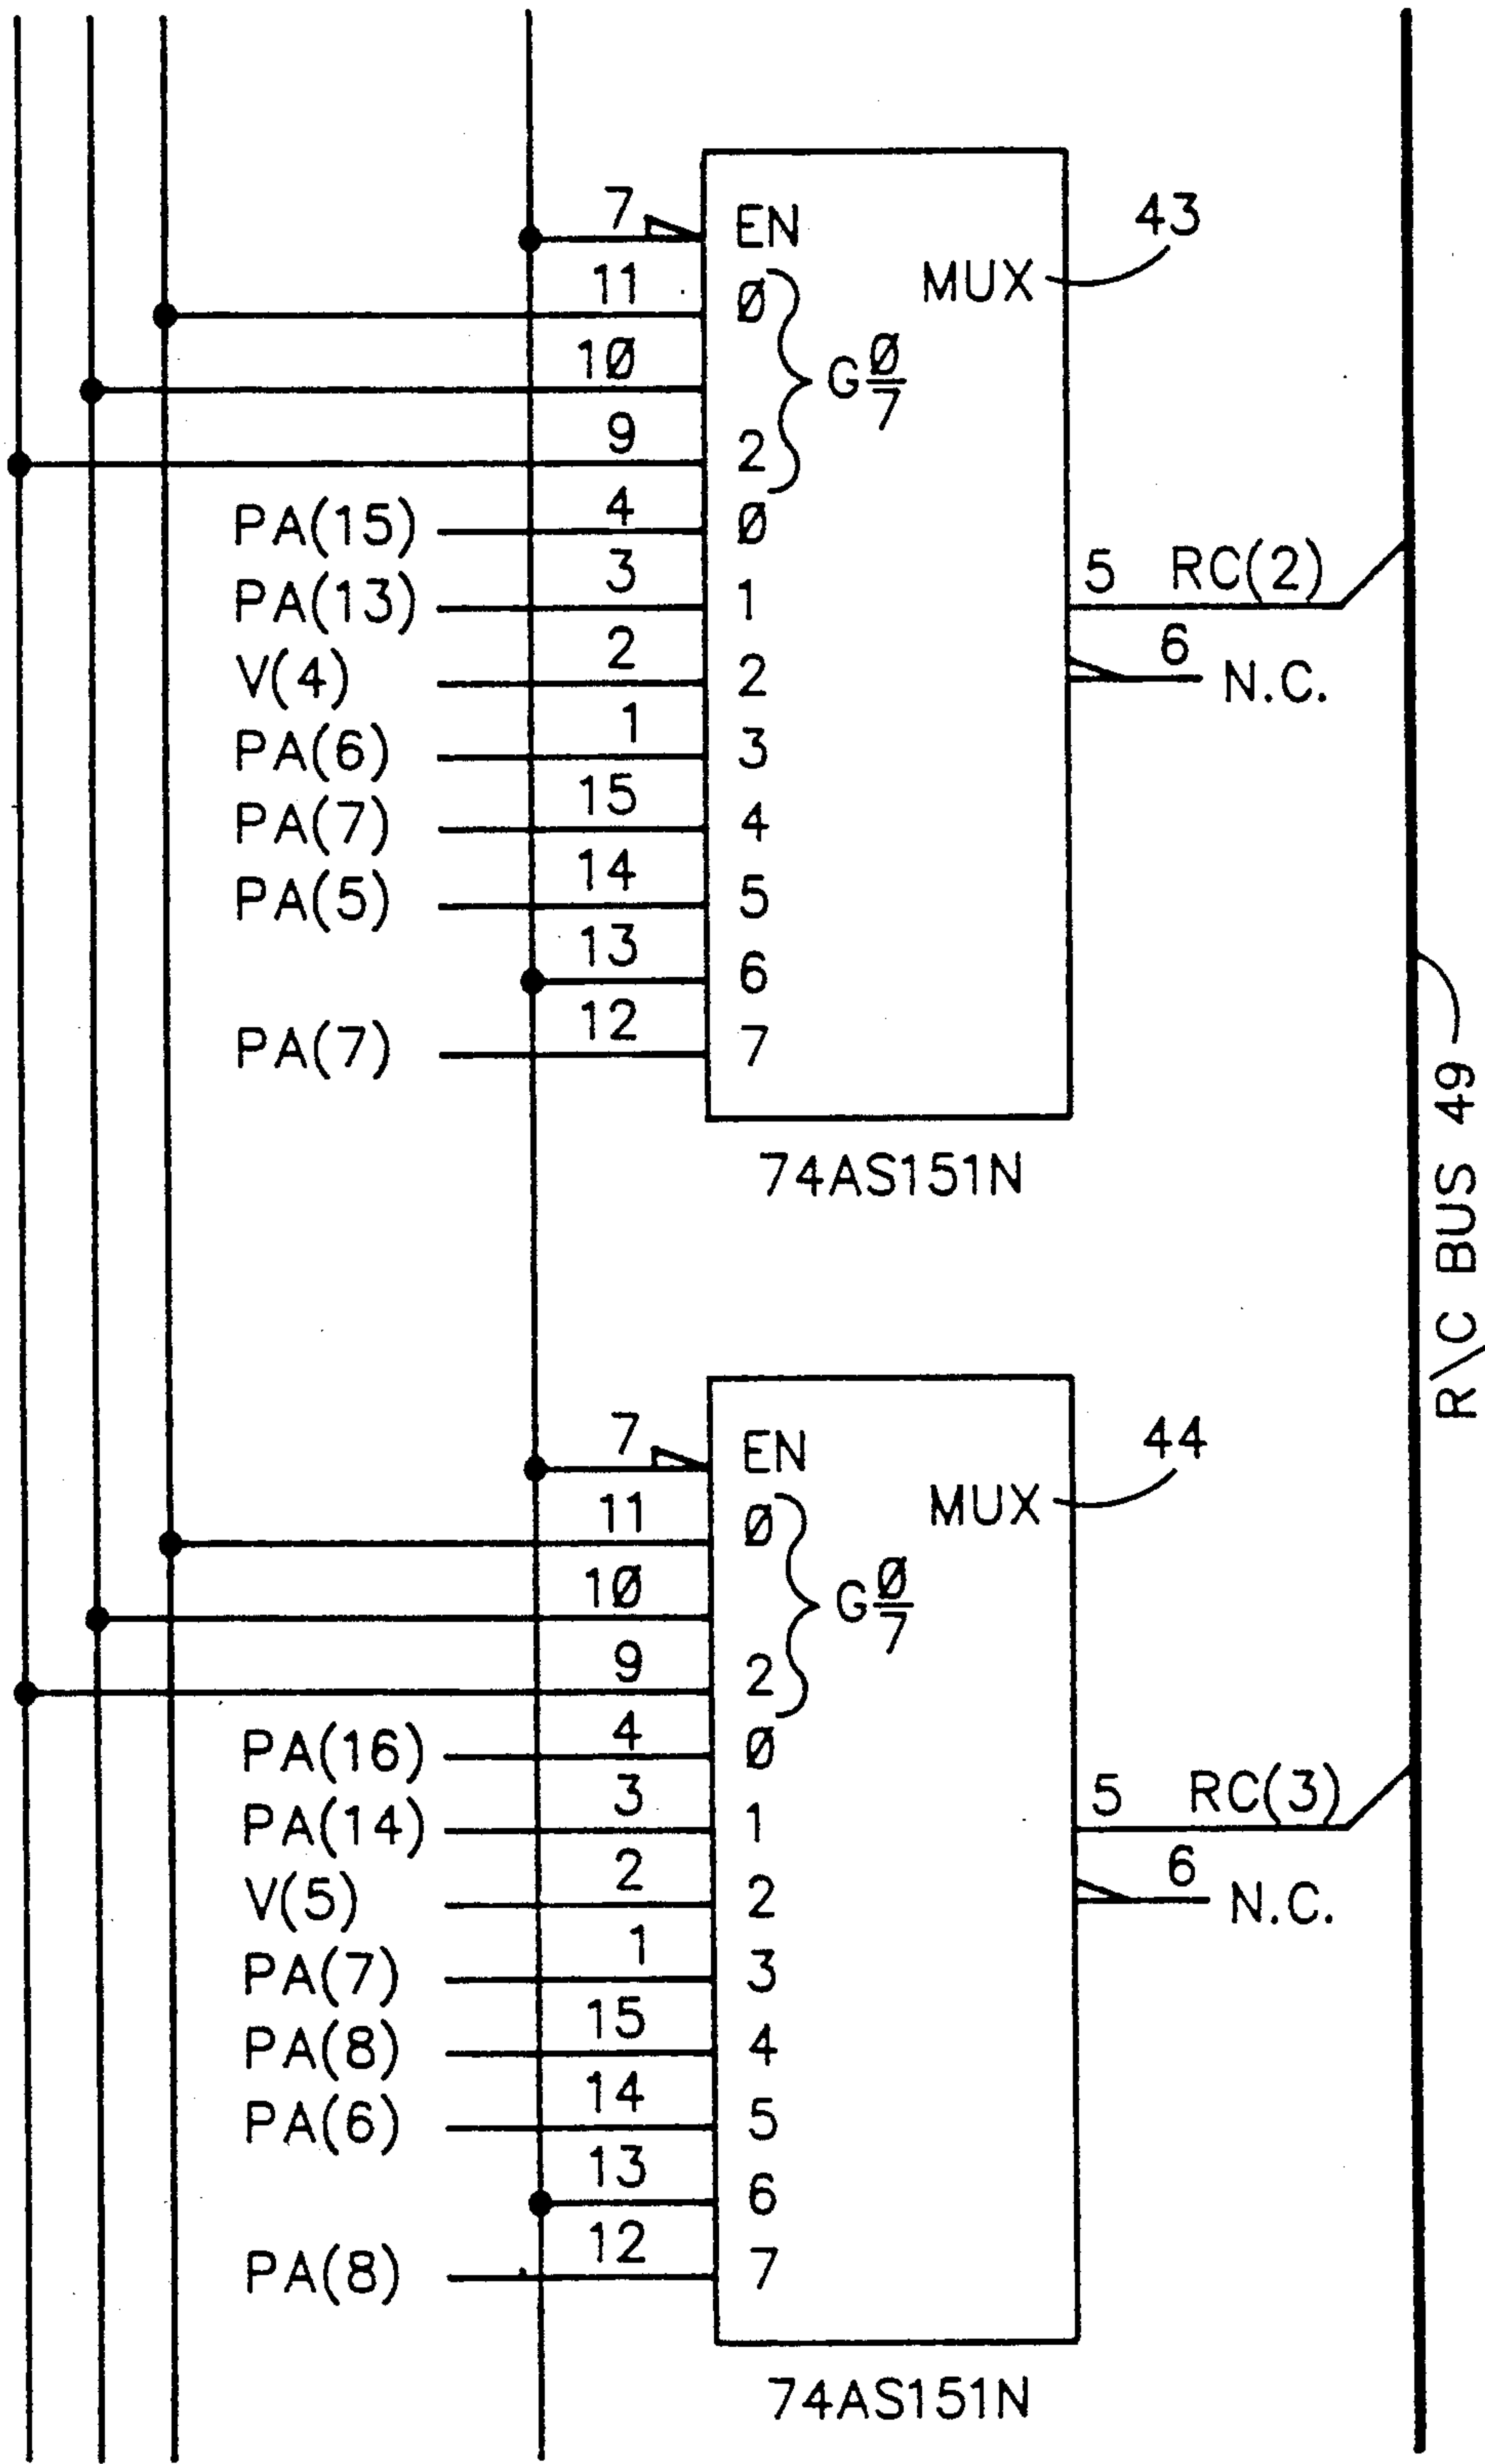 7 EN
MUX 43
11 Ø
10
G Ø/7
9 2
PA(15) 4 Ø
PA(13) 3 1
5 RC(2)
V(4) 2 2
6 N.C.
PA(6) 1 3
PA(7) 15 4
PA(5) 14 5
13 6
PA(7) 12 7
74AS151N
R\C BUS 49
7 EN
MUX 44
11 Ø
1Ø
G Ø/7
9 2
PA(16) 4 Ø
PA(14) 3 1
5 RC(3)
V(5) 2 2
6 N.C.
PA(7) 1 3
PA(8) 15 4
PA(6) 14 5
13 6
PA(8) 12 7
74AS151N